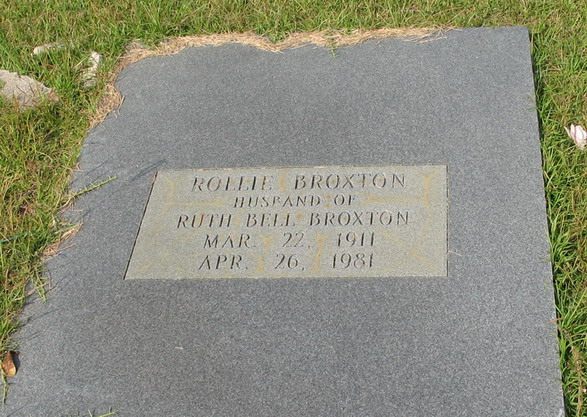 ROLLIE BROXTON
HUSBAND OF
RUTH BELL BROXTON
MAR. 22, 1911
APR. 26, 1981